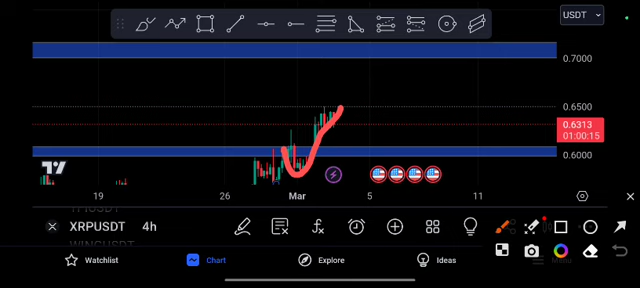 USDT
0.7000
0.6500
0.6313
01:00:15
0.6000
19 26 Mar 5 11
XRPUSDT 4h
WINGUSDT
Watchlist Chart Explore Ideas